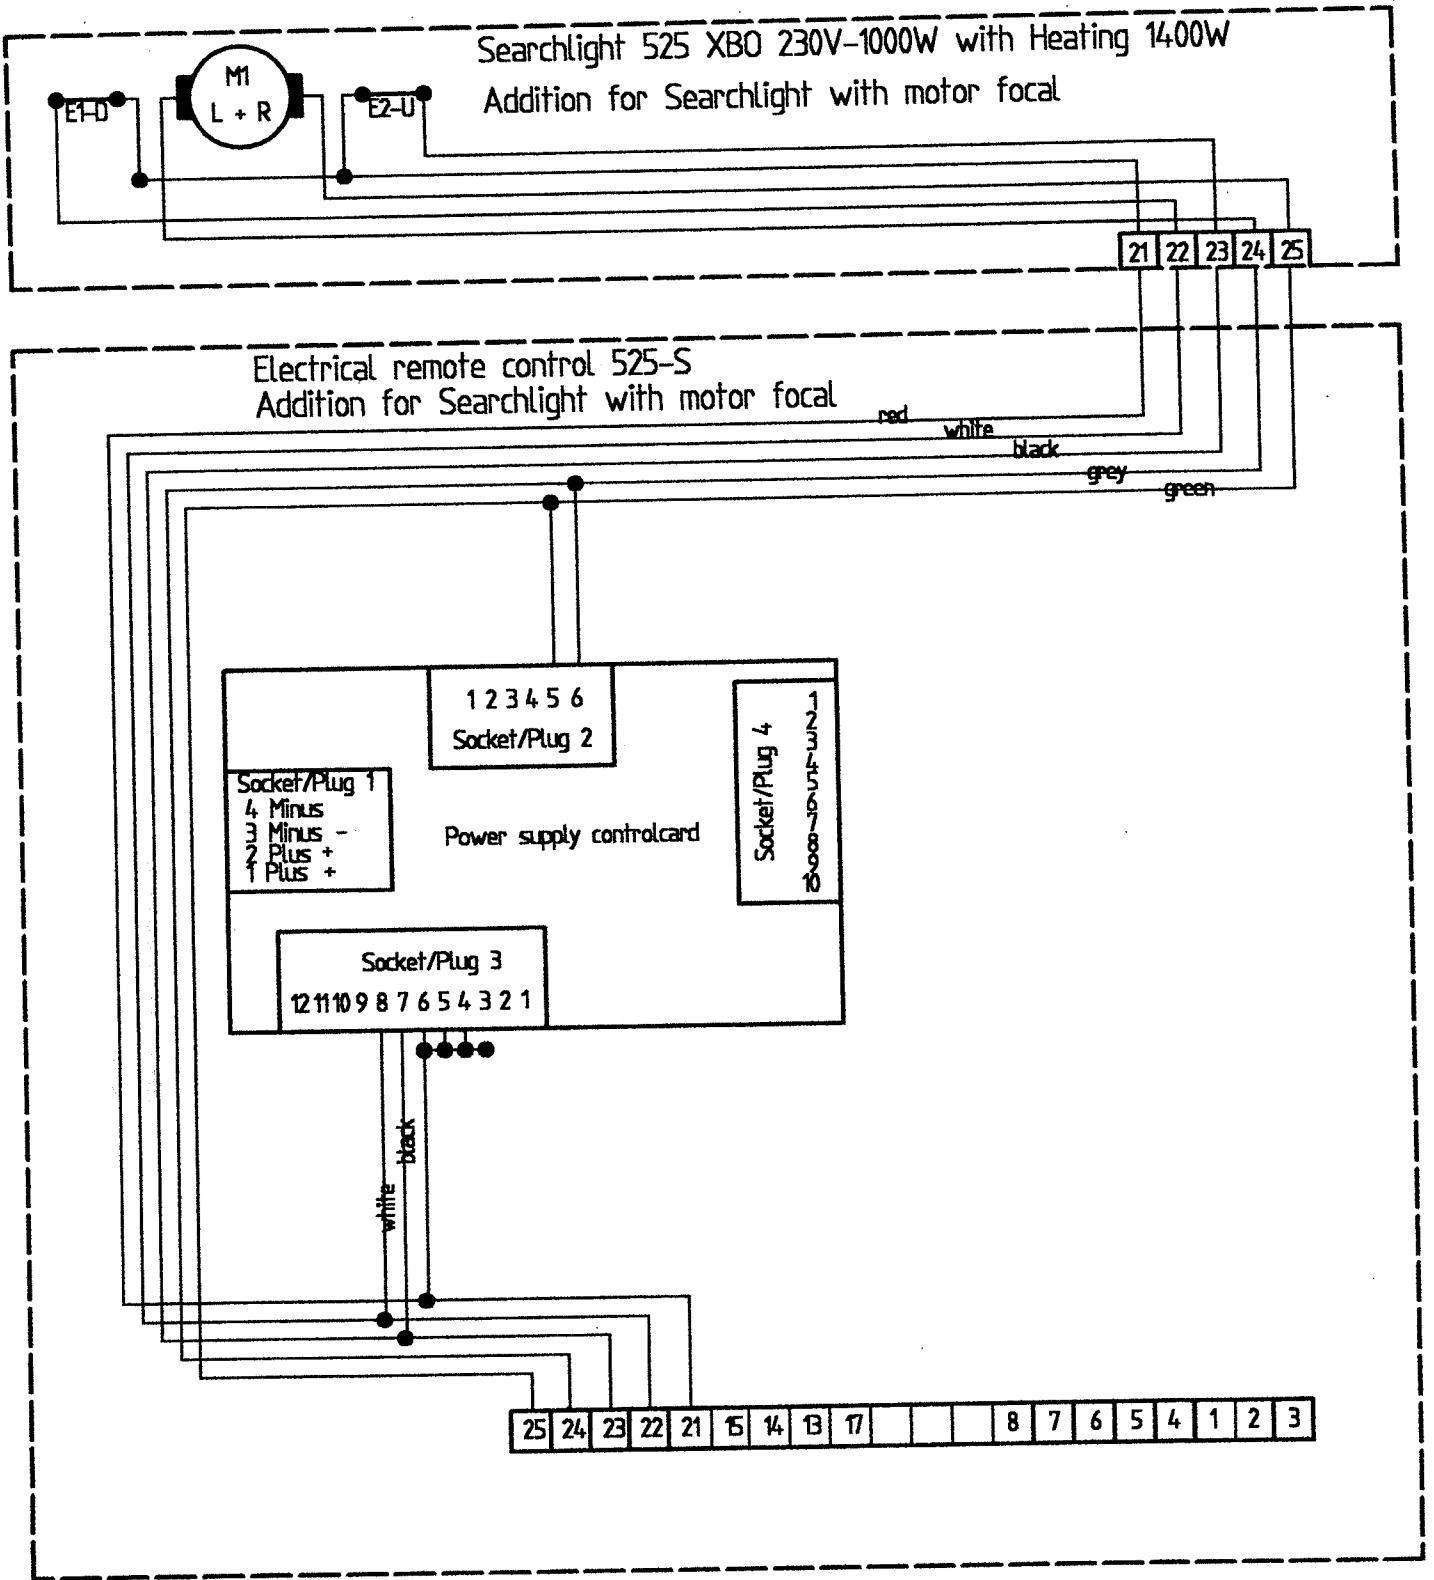 Searchlight 525 XBO 230V-1000W with Heating 1400W
Addition for Searchlight with motor focal
E1-D
M1
L + R
E2-U
21 22 23 24 25
Electrical remote control 525-S
Addition for Searchlight with motor focal
red
white
black
grey
green
1 2 3 4 5 6
Socket/Plug 2
Socket/Plug 1
4 Minus
3 Minus -
2 Plus +
1 Plus +
Power supply controlcard
Socket/Plug 4
1
2
3
4
5
6
7
8
9
10
Socket/Plug 3
12 11 10 9 8 7 6 5 4 3 2 1
black
white
25 24 23 22 21 15 14 13 17 8 7 6 5 4 1 2 3